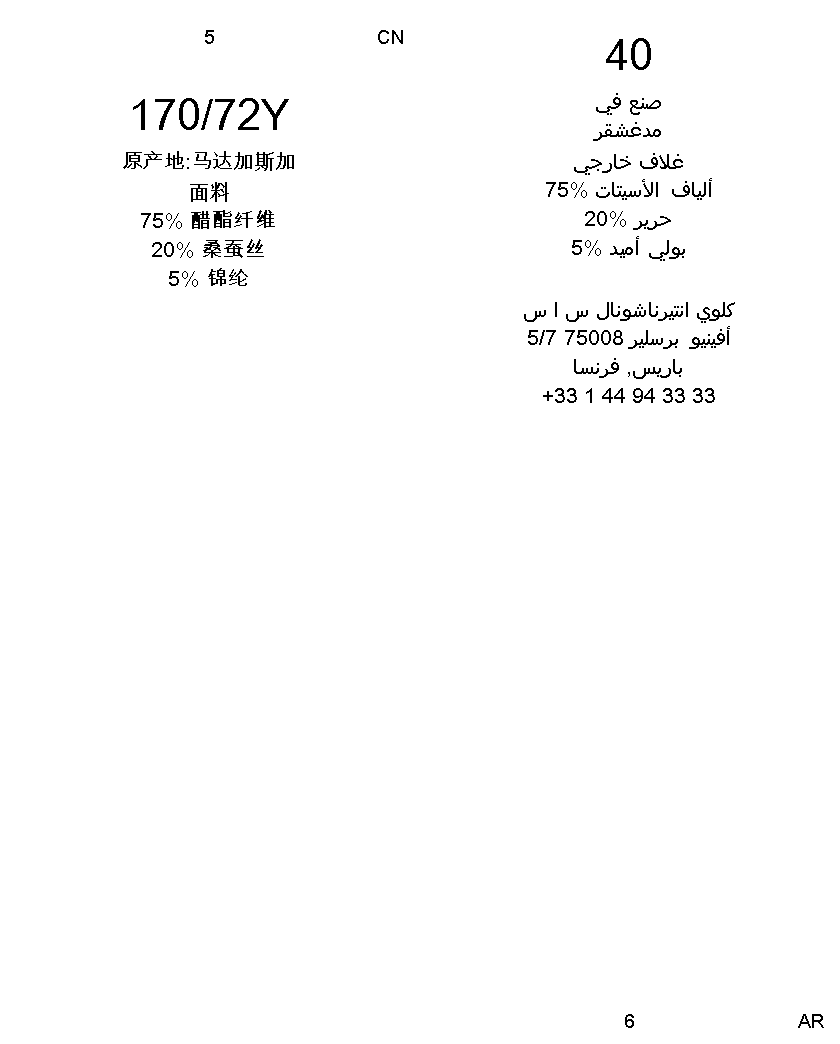 5
CN
170/72Y
原产地:马达加斯加
面料
75% 醋酯纤维
20% 桑蚕丝
5% 锦纶
40
صنع في
مدغشقر
غلاف خارجي
ألياف الأسيتات 75%
حرير 20%
بولي أميد 5%
كلوي انتيرناشونال س ا س
أفينيو برسلير 75008 5/7
باريس, فرنسا
+33 1 44 94 33 33
6
AR